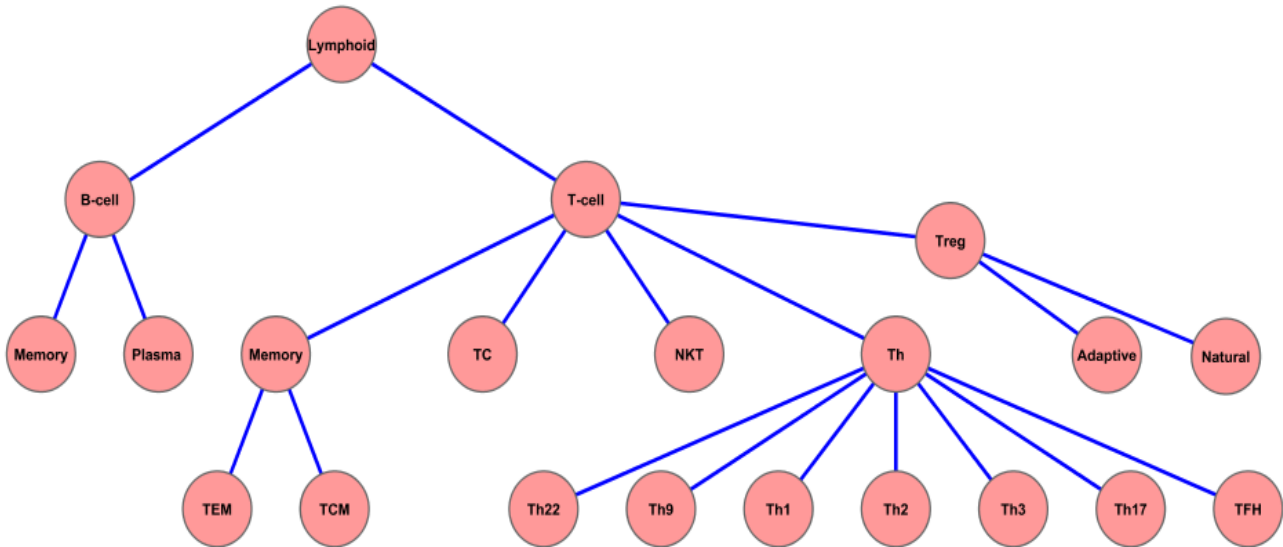 Lymphoid
B-cell
T-cell
Treg
Memory
Plasma
Memory
TC
NKT
Th
Adaptive
Natural
TEM
TCM
Th22
Th9
Th1
Th2
Th3
Th17
TFH